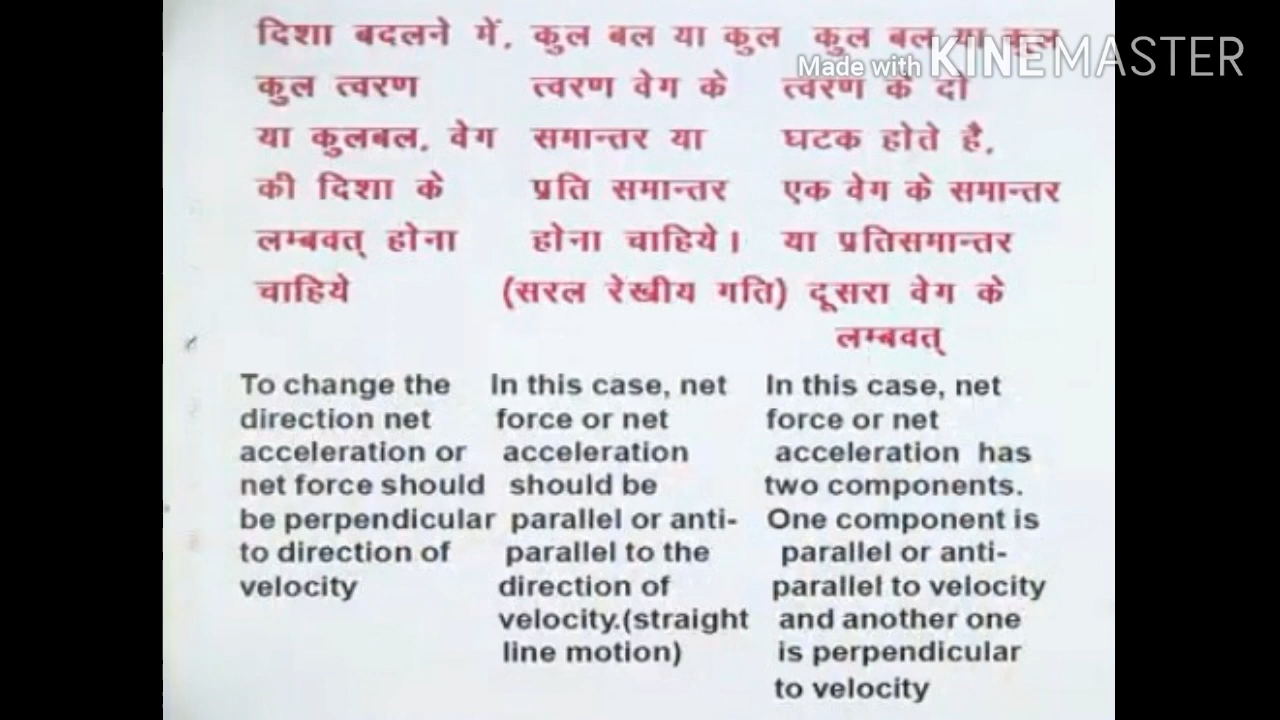 दिशा बदलने में,
कुल त्वरण
या कुलबल, वेग
की दिशा के
लम्बवत् होना
चाहिये
कुल बल या कुल
त्वरण वेग के
समान्तर या
प्रति समान्तर
होना चाहिये।
(सरल रेखीय गति)
कुल बल या कुल
त्वरण के दो
घटक होते है,
एक वेग के समान्तर
या प्रतिसमान्तर
दूसरा वेग के
लम्बवत्
Made with KINEMASTER
To change the
direction net
acceleration or
net force should
be perpendicular
to direction of
velocity
In this case, net
force or net
acceleration
should be
parallel or anti-
parallel to the
direction of
velocity.(straight
line motion)
In this case, net
force or net
acceleration has
two components.
One component is
parallel or anti-
parallel to velocity
and another one
is perpendicular
to velocity